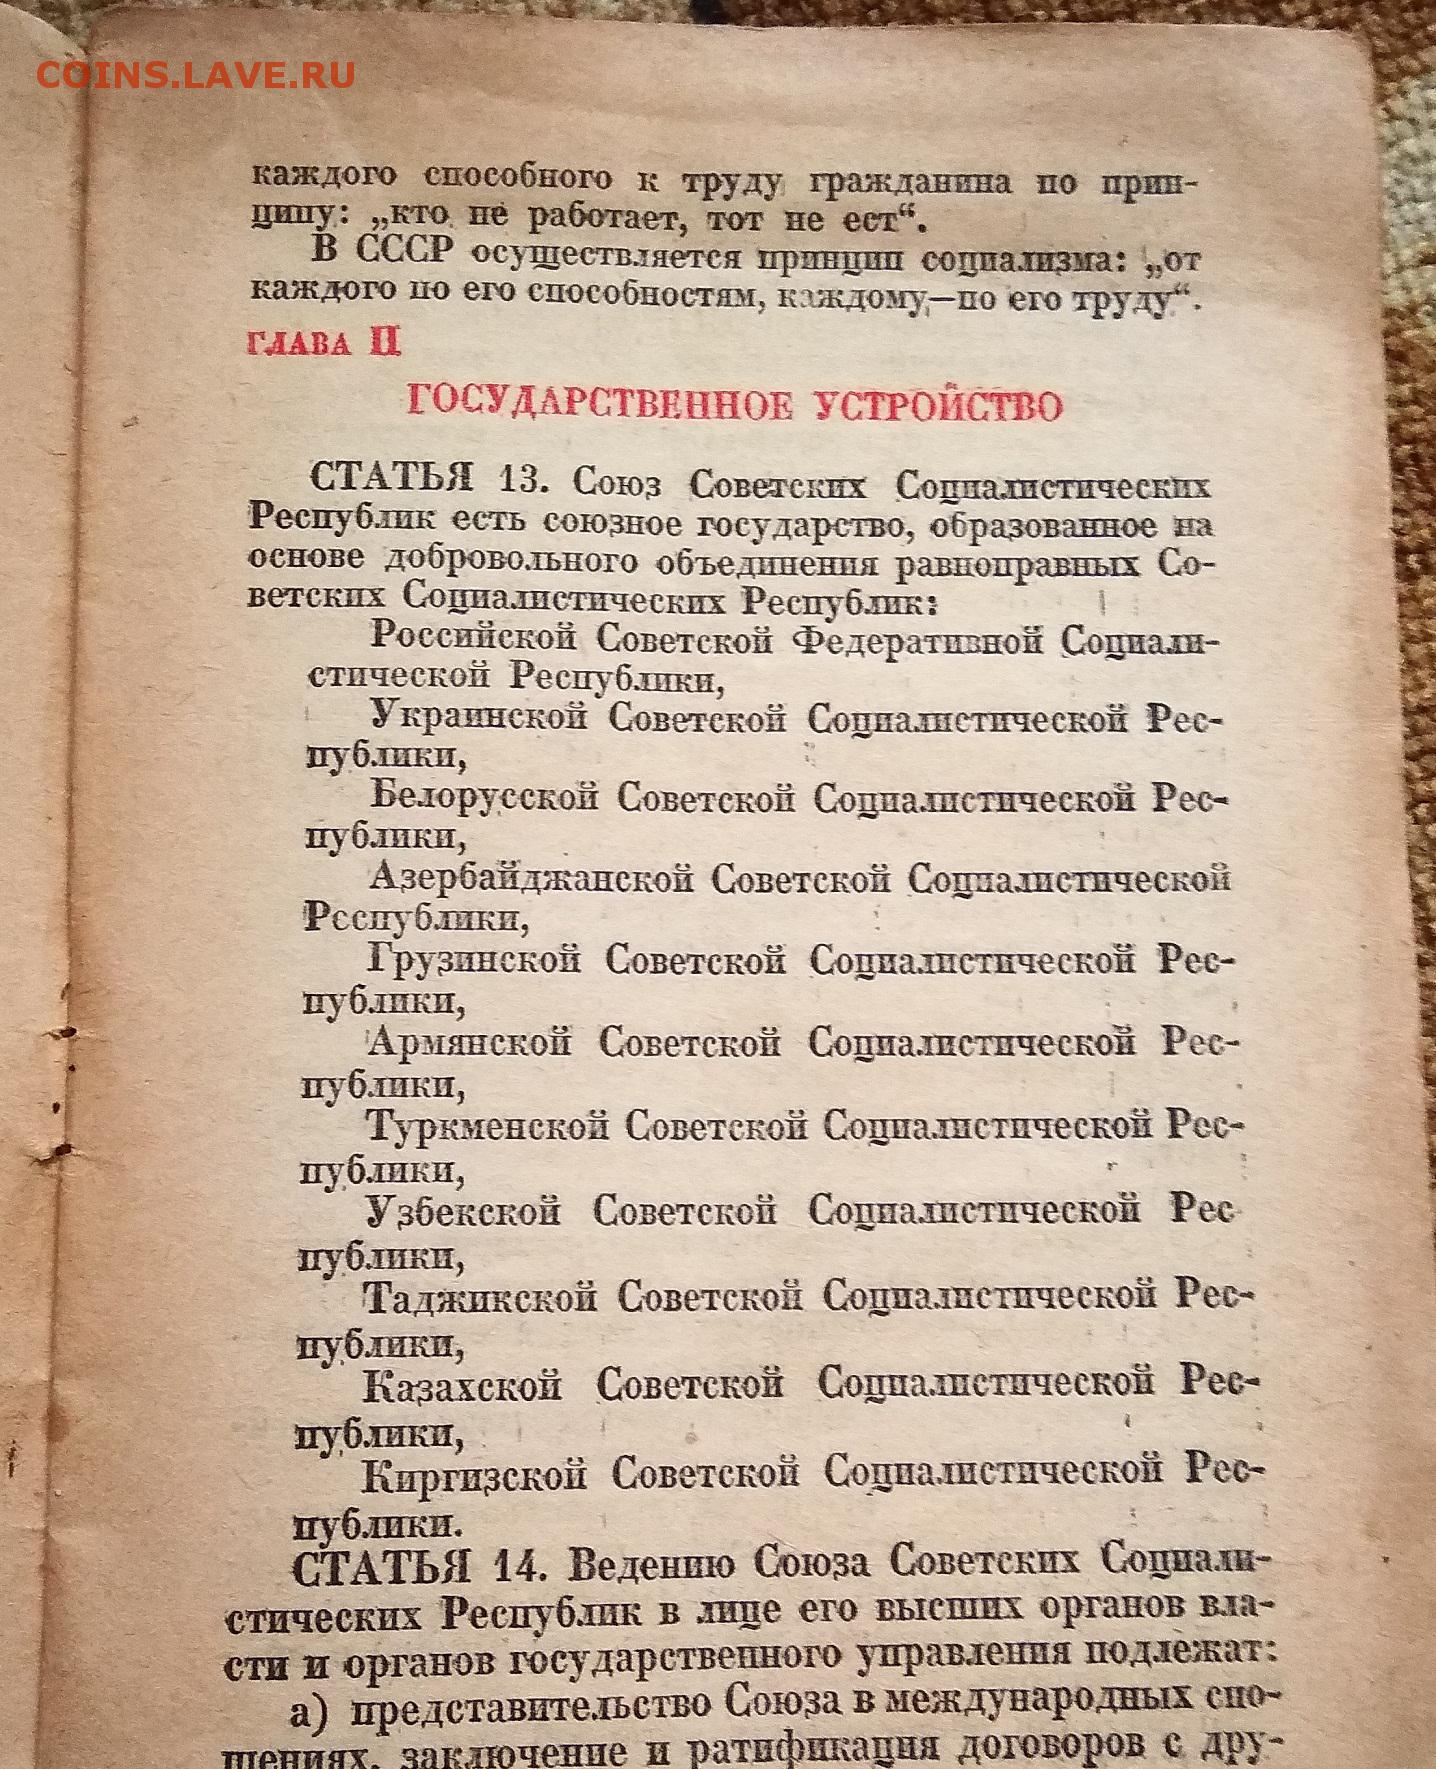 COINS.LAVE.RU
каждого способного к труду гражданина по прин-
ципу: „кто не работает, тот не ест“.
В СССР осуществляется принцип социализма: „от
каждого по его способностям, каждому,—по его труду“.
ГЛАВА II
ГОСУДАРСТВЕННОЕ УСТРОЙСТВО
СТАТЬЯ 13. Союз Советских Социалистических
Республик есть союзное государство, образованное на
основе добровольного объединения равноправных Со-
ветских Социалистических Республик:
Российской Советской Федеративной Социали-
стической Республики,
Украинской Советской Социалистической Рес-
публики,
Белорусской Советской Социалистической Рес-
публики,
Азербайджанской Советской Социалистической
Республики,
Грузинской Советской Социалистической Рес-
публики,
Армянской Советской Социалистической Рес-
публики,
Туркменской Советской Социалистической Рес-
публики,
Узбекской Советской Социалистической Рес
публики,
Таджикской Советской Социалистической Рес-
публики,
Казахской Советской Социалистической Рес-
публики,
Киргизской Советской Социалистической Рес-
публики.
СТАТЬЯ 14. Ведению Союза Советских Социали-
стических Республик в лице его высших органов вла-
сти и органов государственного управления подлежат:
а) представительство Союза в международных сно-
шениях, заключение и ратификация договоров с дру-